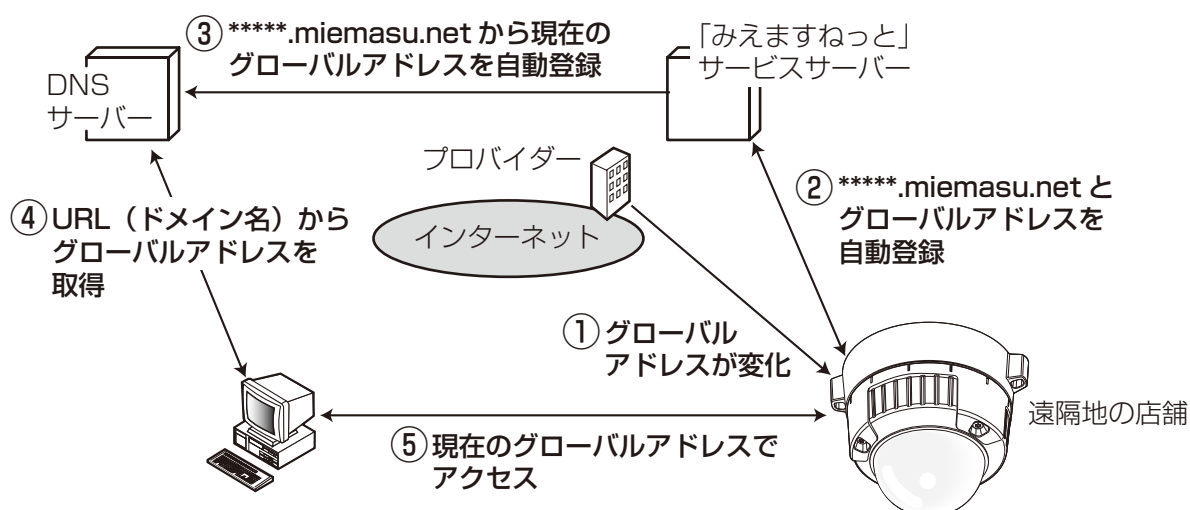 ③*****.miemasu.net から現在の
グローバルアドレスを自動登録
「みえますねっと」
サービスサーバー
DNS
サーバー
プロバイダー
②*****.miemasu.net と
グローバルアドレスを
自動登録
④URL（ドメイン名）から
グローバルアドレスを
取得
インターネット
①グローバル
アドレスが変化
遠隔地の店舗
⑤現在のグローバルアドレスで
アクセス